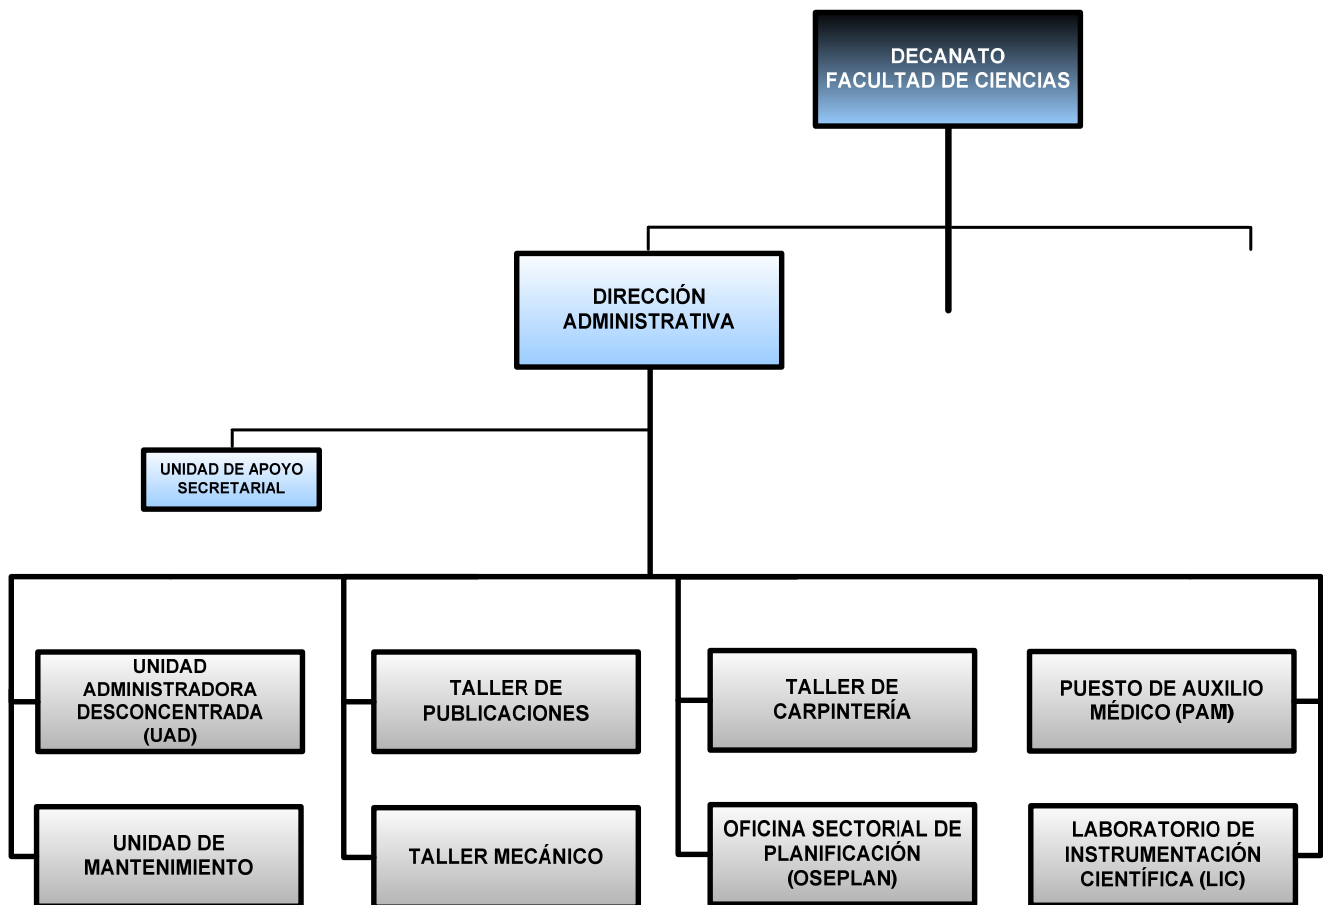 DECANATO
FACULTAD DE CIENCIAS
DIRECCIÓN
ADMINISTRATIVA
UNIDAD DE APOYO
SECRETARIAL
UNIDAD
ADMINISTRADORA
DESCONCENTRADA
(UAD)
TALLER DE
PUBLICACIONES
TALLER DE
CARPINTERÍA
PUESTO DE AUXILIO
MÉDICO (PAM)
UNIDAD DE
MANTENIMIENTO
TALLER MECÁNICO
OFICINA SECTORIAL DE
PLANIFICACIÓN
(OSEPLAN)
LABORATORIO DE
INSTRUMENTACIÓN
CIENTÍFICA (LIC)